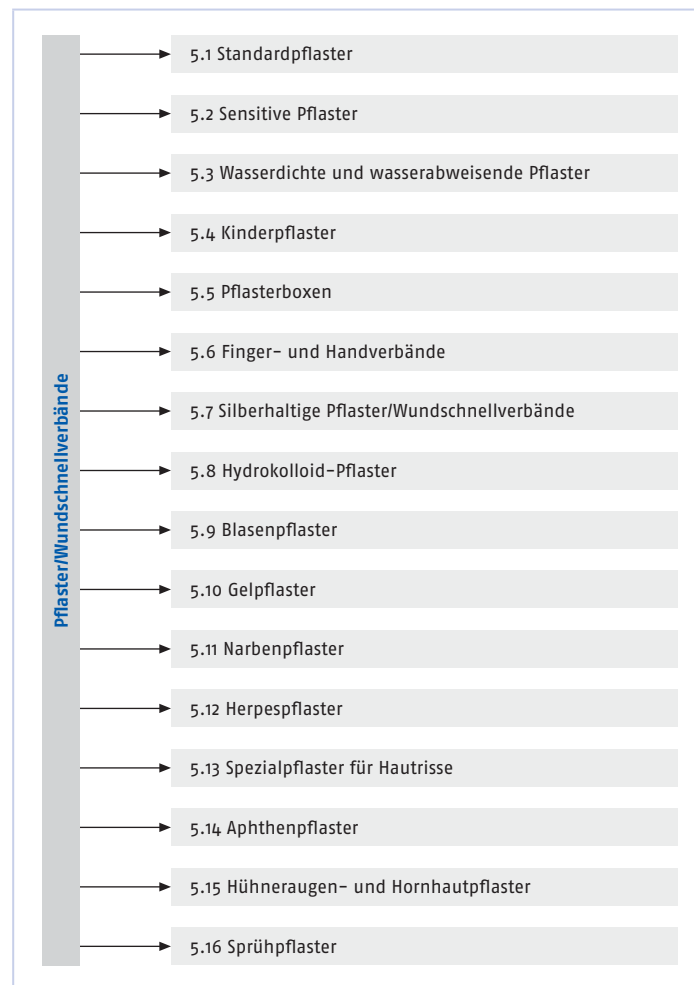 Pflaster/Wundschnellverbände
5.1 Standardpflaster
5.2 Sensitive Pflaster
5.3 Wasserdichte und wasserabweisende Pflaster
5.4 Kinderpflaster
5.5 Pflasterboxen
5.6 Finger- und Handverbände
5.7 Silberhaltige Pflaster/Wundschnellverbände
5.8 Hydrokolloid-Pflaster
5.9 Blasenpflaster
5.10 Gelpflaster
5.11 Narbenpflaster
5.12 Herpespflaster
5.13 Spezialpflaster für Hautrisse
5.14 Aphthenpflaster
5.15 Hühneraugen- und Hornhautpflaster
5.16 Sprühpflaster